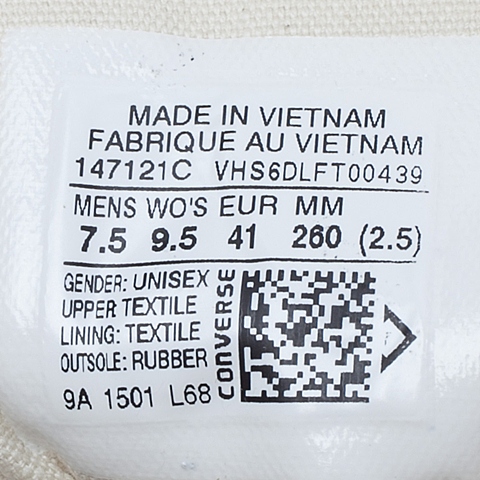 MADE IN VIETNAM
FABRIQUE AU VIETNAM
147121C VHS6DLFT00439
MENS WO'S EUR MM
7.5 9.5 41 260 (2.5)
GENDER: UNISEX
UPPER TEXTILE
LINING: TEXTILE
OUTSOLE: RUBBER
9A 1501 L68
CONVERSE